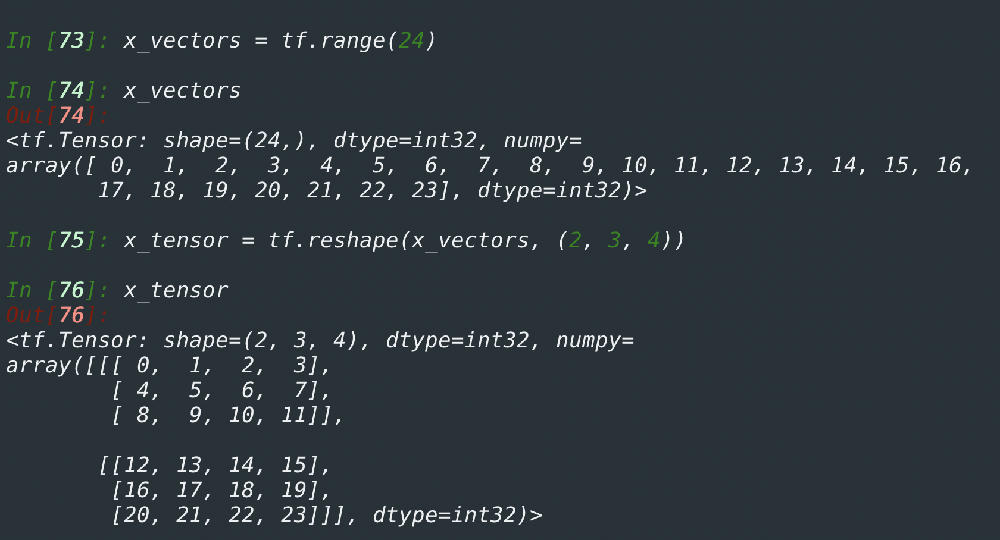 In [73]: x_vectors = tf.range(24)
In [74]: x_vectors
Out[74]:
<tf.Tensor: shape=(24,), dtype=int32, numpy=
array([ 0,  1,  2,  3,  4,  5,  6,  7,  8,  9, 10, 11, 12, 13, 14, 15, 16,
       17, 18, 19, 20, 21, 22, 23], dtype=int32)>
In [75]: x_tensor = tf.reshape(x_vectors, (2, 3, 4))
In [76]: x_tensor
Out[76]:
<tf.Tensor: shape=(2, 3, 4), dtype=int32, numpy=
array([[[ 0,  1,  2,  3],
        [ 4,  5,  6,  7],
        [ 8,  9, 10, 11]],
       [[12, 13, 14, 15],
        [16, 17, 18, 19],
        [20, 21, 22, 23]]], dtype=int32)>